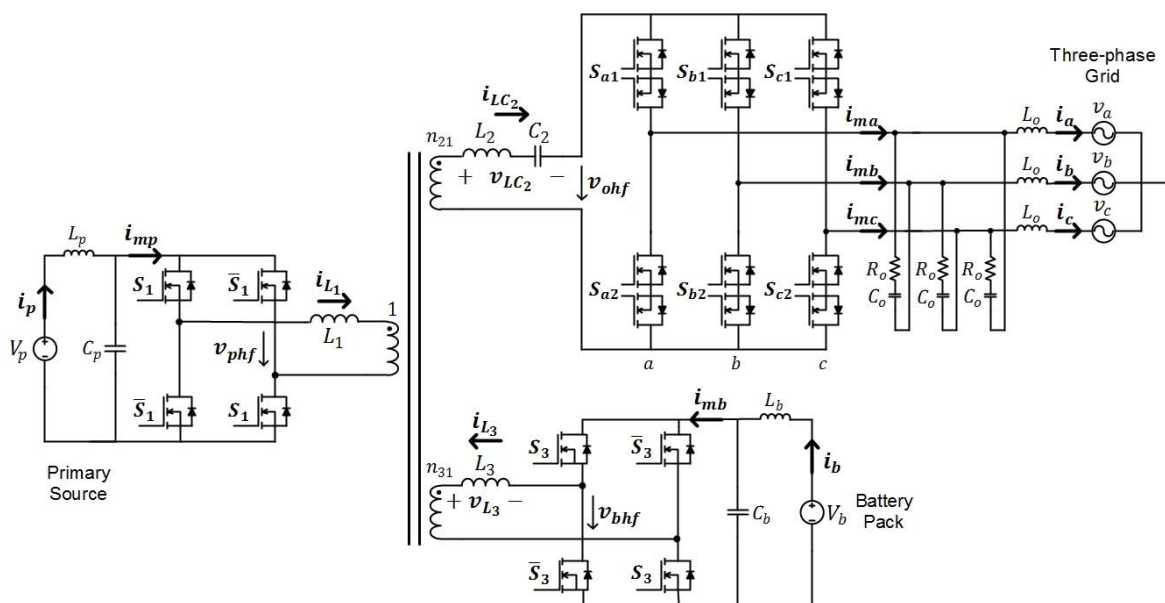 S_a1
S_b1
S_c1
Three-phase
Grid
i_LC2
n_21
L_2
C_2
+ v_LC2 −
v_ohf
i_ma
L_o
i_a
v_a
i_mb
L_o
i_b
v_b
i_mc
L_o
i_c
v_c
R_o
R_o
R_o
C_o
C_o
C_o
S_a2
S_b2
S_c2
a
b
c
L_p
i_mp
S_1
S̅_1
i_L1
1
L_1
i_p
V_p
+
−
C_p
v_phf
S̅_1
S_1
Primary
Source
i_L3
n_31
L_3
+ v_L3 −
S_3
S̅_3
i_mb
L_b
i_b
v_bhf
C_b
+
−
V_b
Battery
Pack
S̅_3
S_3